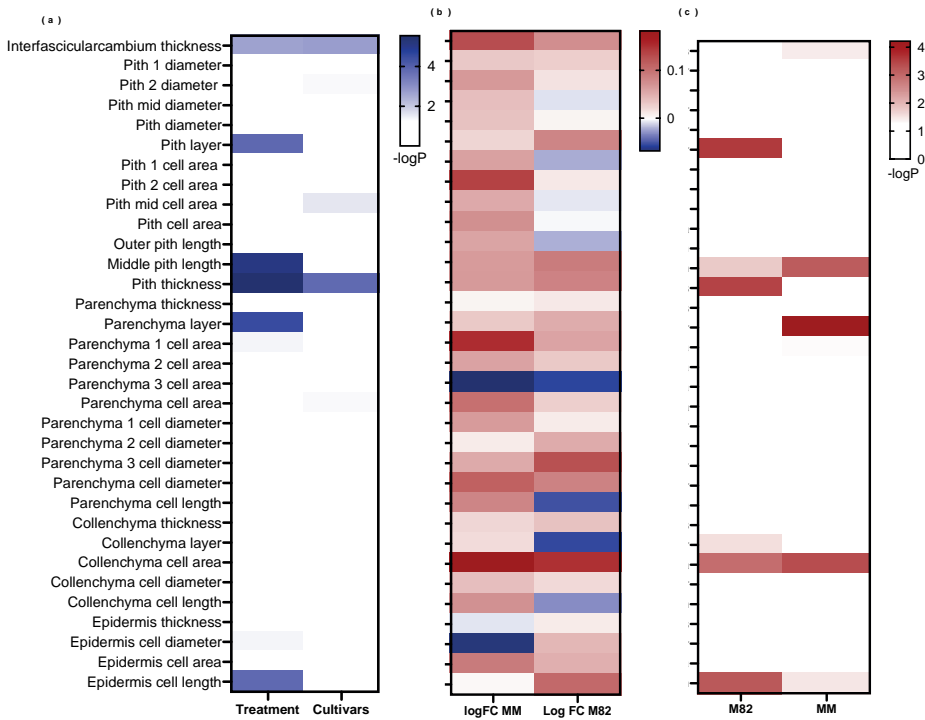 (a)
(b)
(c)
Interfascicularcambium thickness
Pith 1 diameter
Pith 2 diameter
Pith mid diameter
Pith diameter
Pith layer
Pith 1 cell area
Pith 2 cell area
Pith mid cell area
Pith cell area
Outer pith length
Middle pith length
Pith thickness
Parenchyma thickness
Parenchyma layer
Parenchyma 1 cell area
Parenchyma 2 cell area
Parenchyma 3 cell area
Parenchyma cell area
Parenchyma 1 cell diameter
Parenchyma 2 cell diameter
Parenchyma 3 cell diameter
Parenchyma cell diameter
Parenchyma cell length
Collenchyma thickness
Collenchyma layer
Collenchyma cell area
Collenchyma cell diameter
Collenchyma cell length
Epidermis thickness
Epidermis cell diameter
Epidermis cell area
Epidermis cell length
Treatment Cultivars
4
2
-logP
logFC MM Log FC M82
0.1
0
M82 MM
4
3
2
1
0
-logP